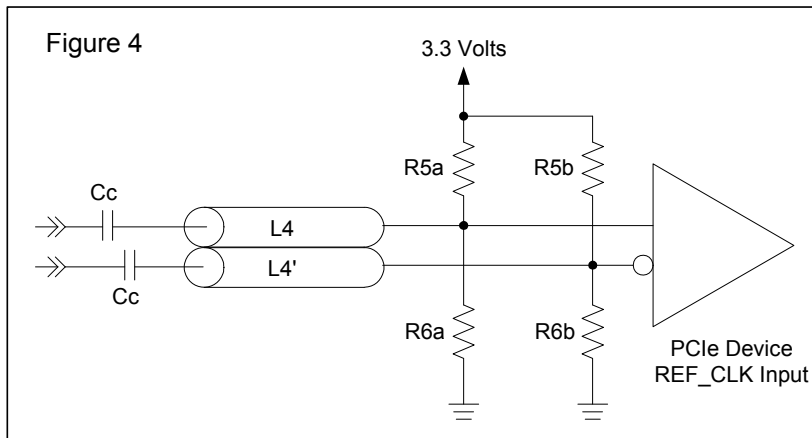 Figure 4
3.3 Volts
R5a
R5b
Cc
L4
L4'
Cc
R6a
R6b
PCIe Device
REF_CLK Input